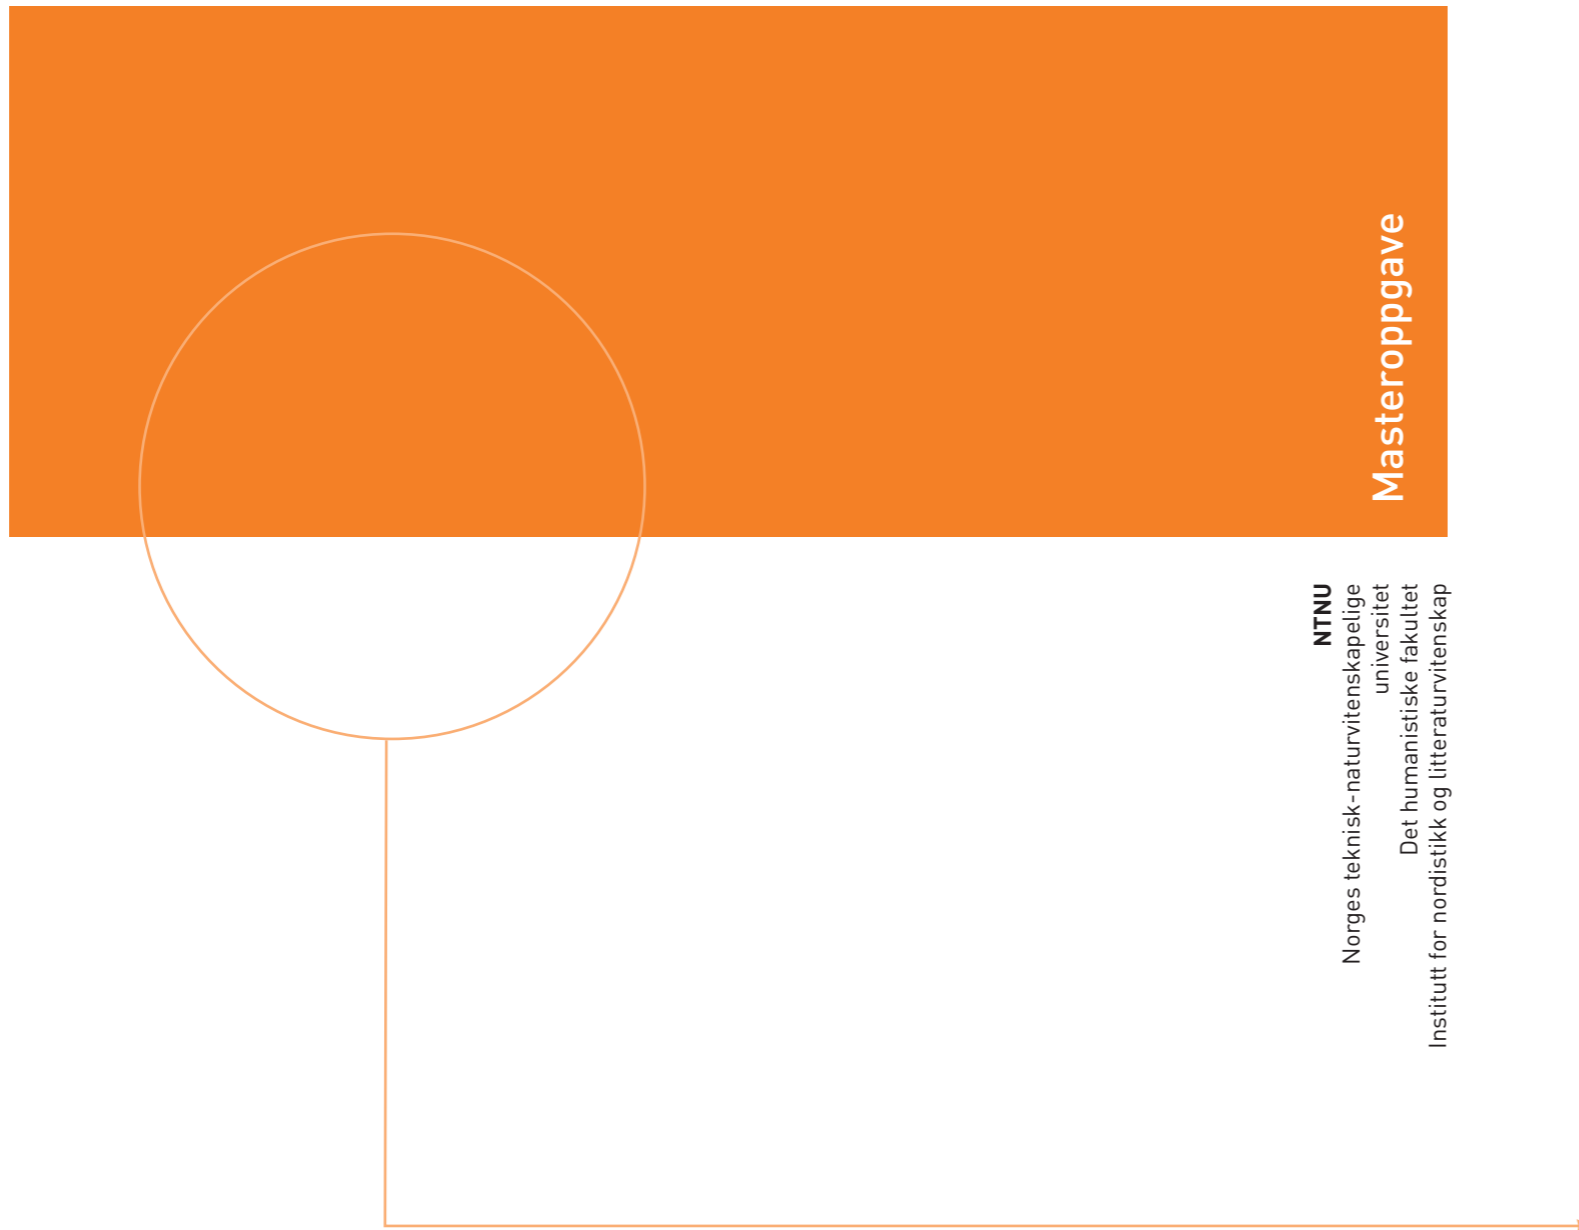 Masteroppgave
NTNU
Norges teknisk-naturvitenskapelige
universitet
Det humanistiske fakultet
Institutt for nordistikk og litteraturvitenskap